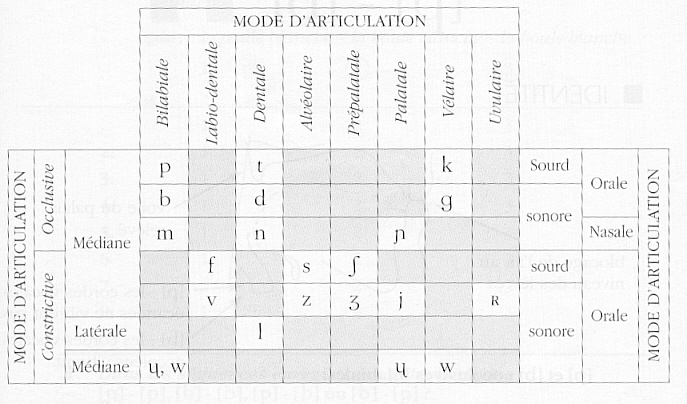 MODE D'ARTICULATION
Bilabiale Labio-dentale Dentale Alvéolaire Prépalatale Palatale Vélaire Uvulaire
MODE D'ARTICULATION
Occlusive
Constrictive
Médiane
p t k Sourd
Orale
b d g
sonore
m n ɲ Nasale
f s ʃ sourd
v z ʒ j ʀ
Orale
Latérale l sonore
Médiane ɥ, w ɥ w
MODE D'ARTICULATION